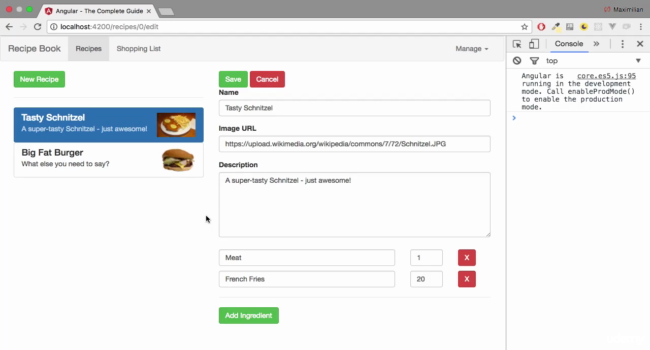 Angular - The Complete Guide
Maximilian
localhost:4200/recipes/0/edit
Recipe Book Recipes Shopping List Manage
Console
top
New Recipe
Tasty Schnitzel
A super-tasty Schnitzel - just awesome!
Big Fat Burger
What else you need to say?
Save Cancel
Name
Tasty Schnitzel
Image URL
https://upload.wikimedia.org/wikipedia/commons/7/72/Schnitzel.JPG
Description
A super-tasty Schnitzel - just awesome!
Meat 1 X
French Fries 20 X
Add Ingredient
Angular is core.es5.js:95
running in the development
mode. Call enableProdMode()
to enable the production
mode.